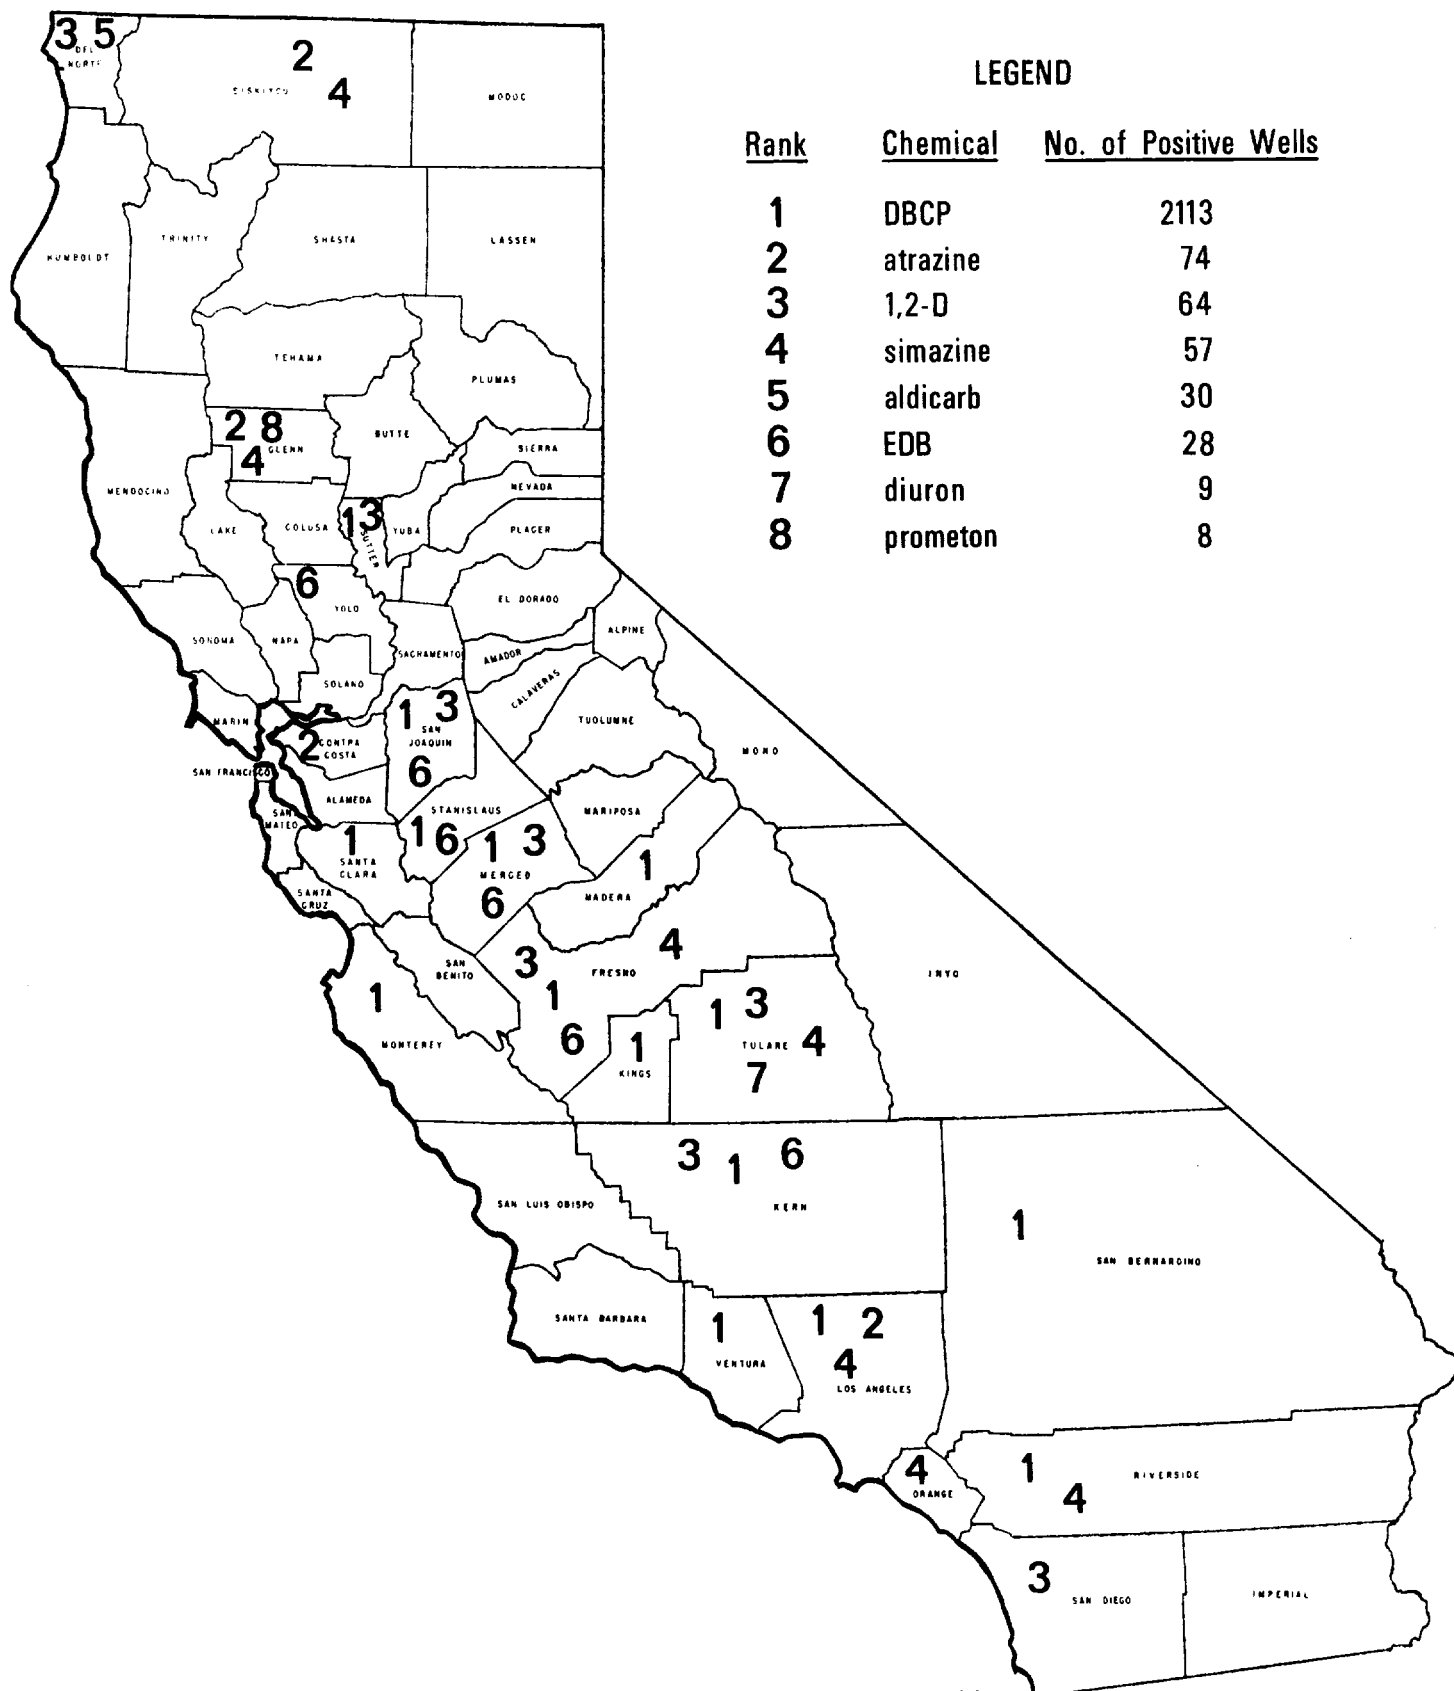 LEGEND
Rank Chemical No. of Positive Wells
1 DBCP 2113
2 atrazine 74
3 1,2-D 64
4 simazine 57
5 aldicarb 30
6 EDB 28
7 diuron 9
8 prometon 8
3 5
DEL
NORTE
2
SISKIYOU
4
MODOC
HUMBOLDT
TRINITY
SHASTA
LASSEN
TEHAMA
PLUMAS
2 8
4 GLENN
BUTTE
SIERRA
MENDOCINO
LAKE
COLUSA
1 3
SUTTER
YUBA
NEVADA
PLACER
6
YOLO
EL DORADO
SONOMA
NAPA
SACRAMENTO
AMADOR
ALPINE
SOLANO
CALAVERAS
MARIN
1 3
SAN
JOAQUIN
6
TUOLUMNE
MONO
2
CONTRA
COSTA
SAN FRANCISCO
ALAMEDA
SAN
MATEO
STANISLAUS
1 6
MARIPOSA
1
SANTA
CLARA
1 3
MERCED
6
1
MADERA
SANTA
CRUZ
SAN
BENITO
3 4
FRESNO
1
6
INYO
1
MONTEREY
1
KINGS
1 3
TULARE 4
7
3 1 6
KERN
SAN LUIS OBISPO
1
SAN BERNARDINO
SANTA BARBARA
1
VENTURA
1 2
4
LOS ANGELES
4
ORANGE
1
4
RIVERSIDE
3
SAN DIEGO
IMPERIAL